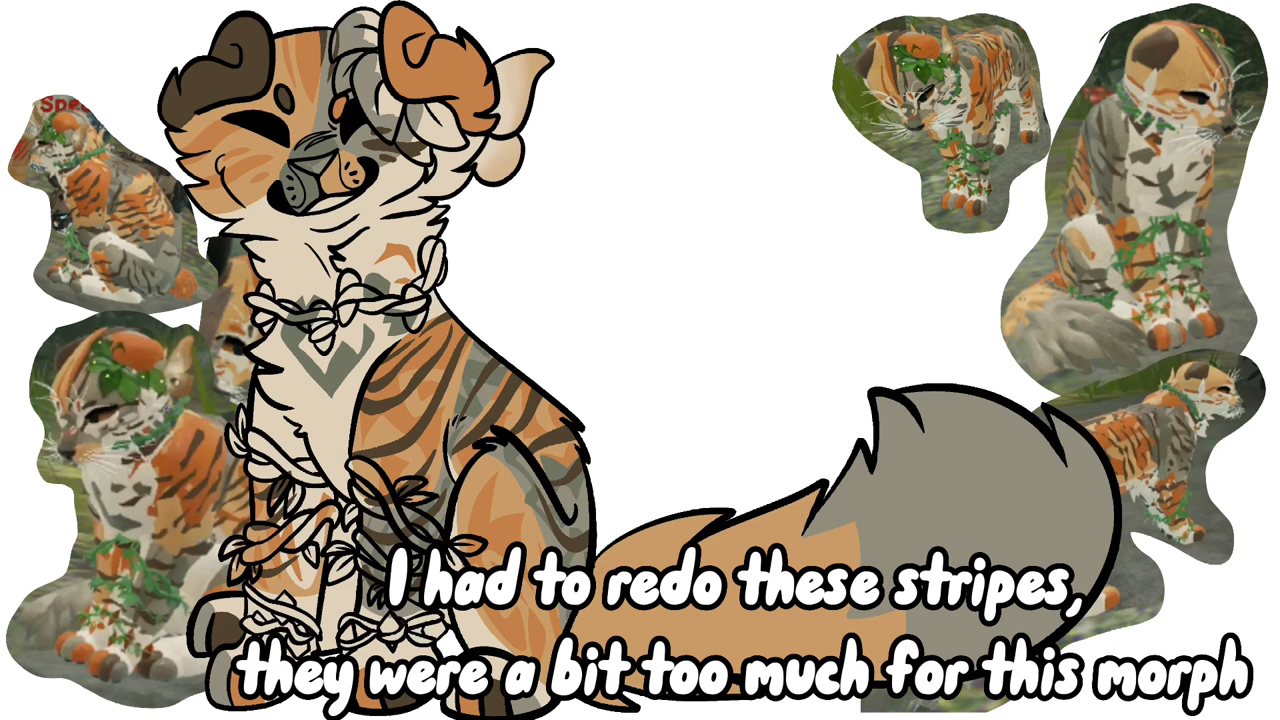 I had to redo these stripes,
they were a bit too much for this morph